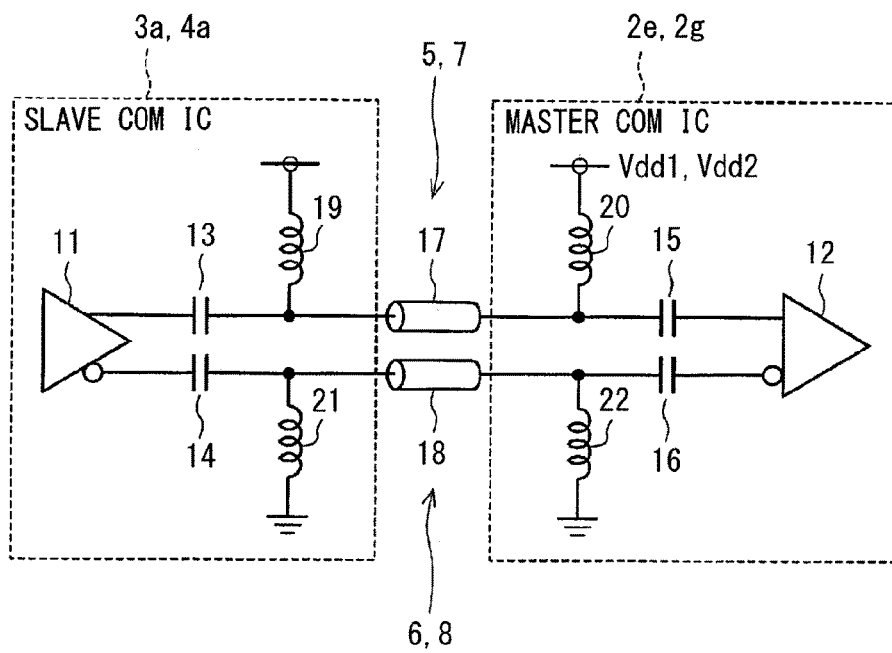 3a, 4a
5, 7
2e, 2g
SLAVE COM IC
MASTER COM IC
Vdd1, Vdd2
19
20
11
13
17
15
12
14
21
18
22
16
6, 8